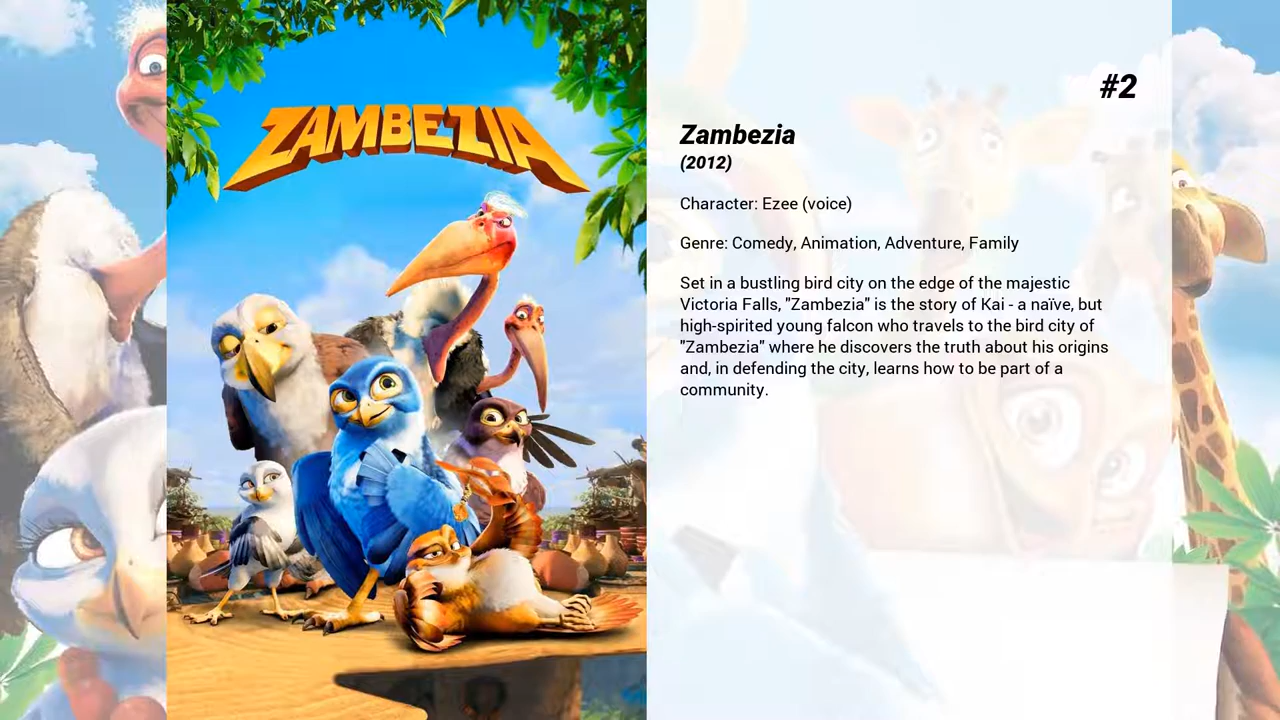 ZAMBEZIA
#2
Zambezia
(2012)
Character: Ezee (voice)
Genre: Comedy, Animation, Adventure, Family
Set in a bustling bird city on the edge of the majestic
Victoria Falls, "Zambezia" is the story of Kai - a naïve, but
high-spirited young falcon who travels to the bird city of
"Zambezia" where he discovers the truth about his origins
and, in defending the city, learns how to be part of a
community.